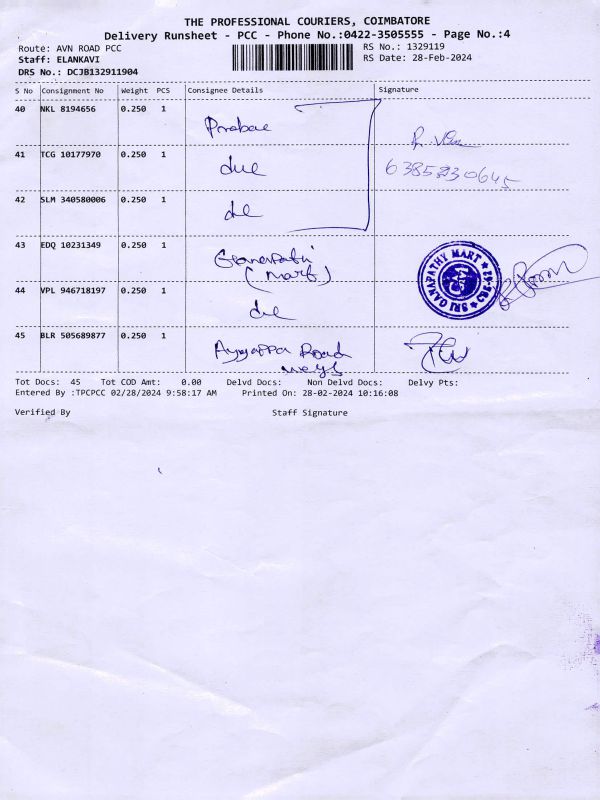 THE PROFESSIONAL COURIERS, COIMBATORE
Delivery Runsheet - PCC - Phone No.:0422-3505555 - Page No.:4
Route: AVN ROAD PCC RS No.: 1329119
Staff: ELANKAVI RS Date: 28-Feb-2024
DRS No.: DCJB132911904
S No Consignment No Weight PCS Consignee Details Signature
40 NKL 8194656 0.250 1
41 TCG 10177970 0.250 1 due
42 SLM 340580006 0.250 1
43 EDQ 10231349 0.250 1
(Mart)
44 VPL 946718197 0.250 1
SRI GANAPATHY MART
45 BLR 505689877 0.250 1 Ayyappa Road
ways
Tot Docs: 45 Tot COD Amt: 0.00 Delvd Docs: Non Delvd Docs: Delvy Pts:
Entered By :TPCPCC 02/28/2024 9:58:17 AM Printed On: 28-02-2024 10:16:08
Verified By Staff Signature